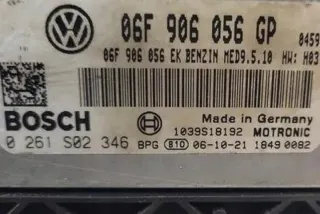 06F 906 056 GP 0459
06F 906 056 EK BENZIN MED9.5.10 HW: H03
Made in Germany
BOSCH 1039S18192 MOTRONIC
0 261 S02 346 BPG 810 06-10-21 1849 0082